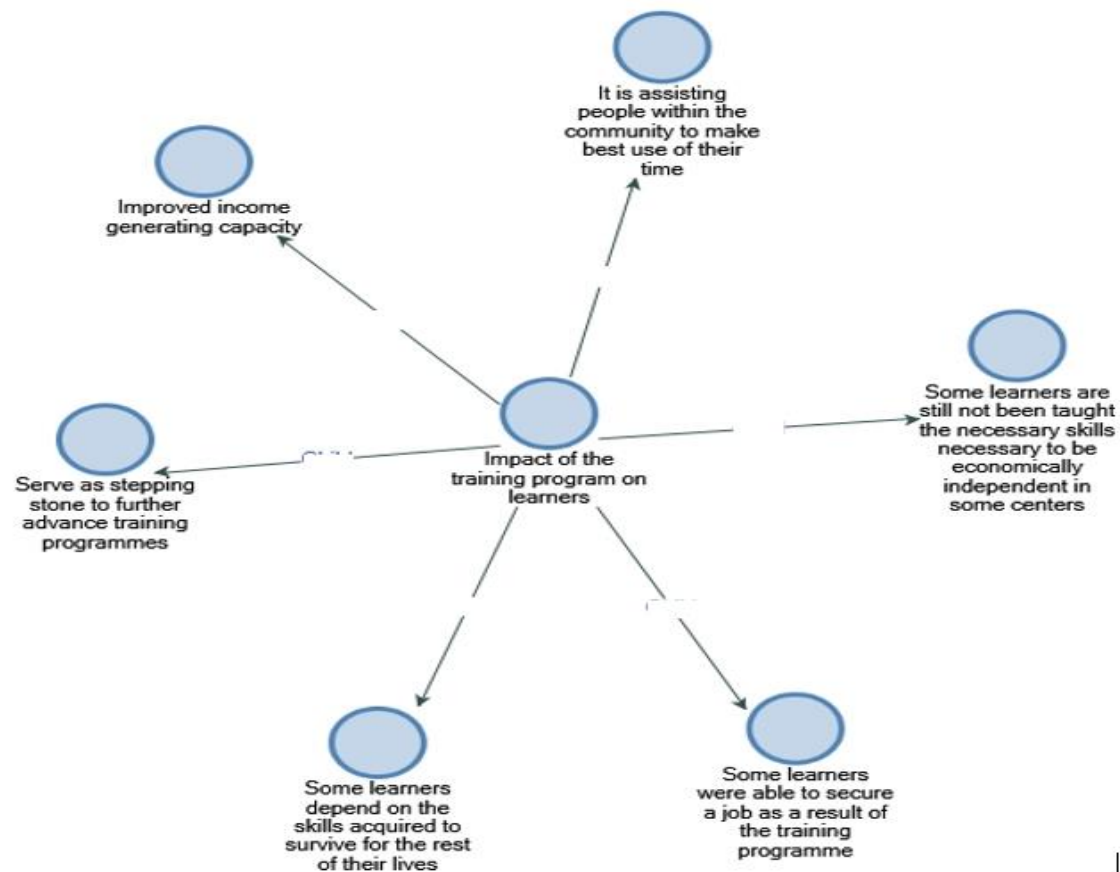 It is assisting
people within the
community to make
best use of their
time
Improved income
generating capacity
Some learners are
still not been taught
the necessary skills
necessary to be
economically
independent in
some centers
Impact of the
training program on
learners
Serve as stepping
stone to further
advance training
programmes
Some learners
depend on the
skills acquired to
survive for the rest
of their lives
Some learners
were able to secure
a job as a result of
the training
programme